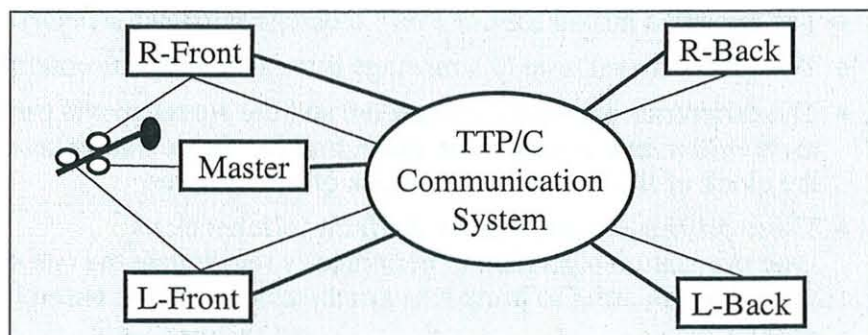 R-Front
R-Back
Master
TTP/C
Communication
System
L-Front
L-Back